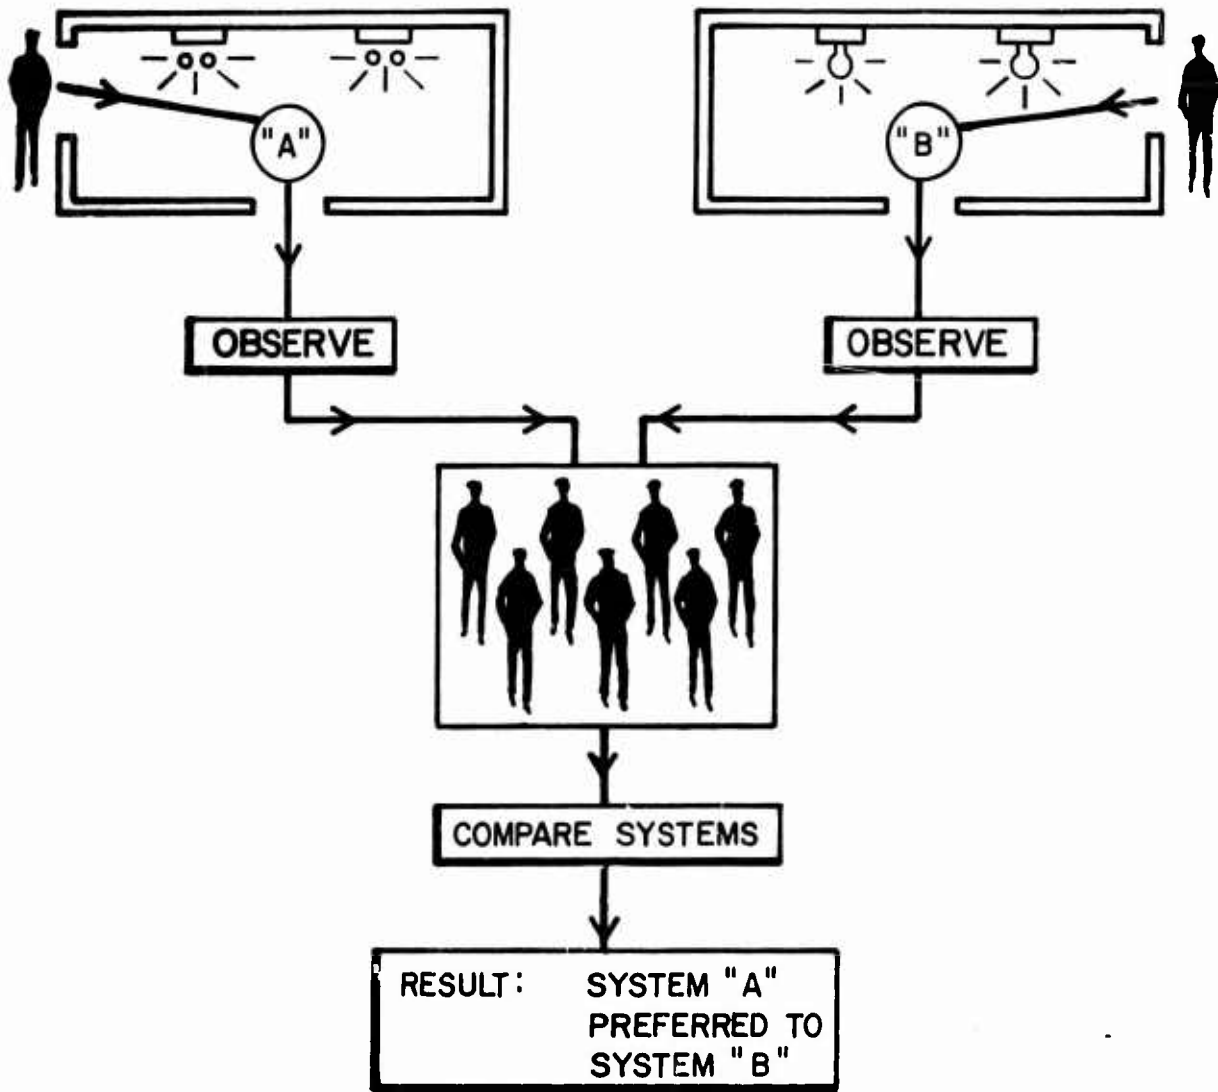 "A"
"B"
OBSERVE
OBSERVE
COMPARE SYSTEMS
RESULT: SYSTEM "A"
PREFERRED TO
SYSTEM "B"